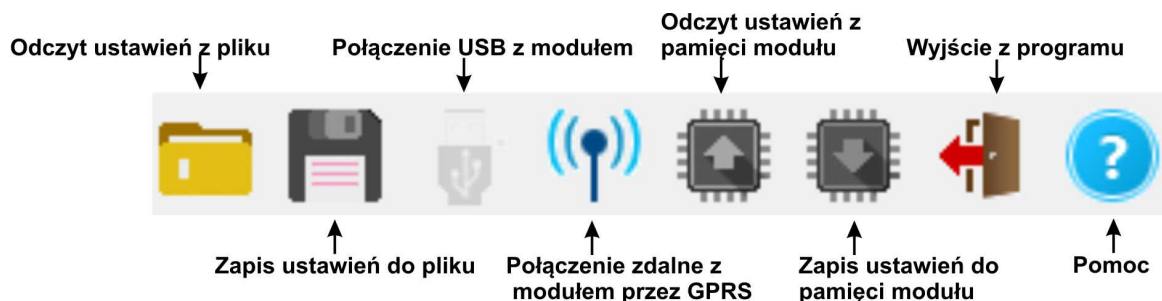 Odczyt ustawień z pliku
Połączenie USB z modułem
Odczyt ustawień z
pamięci modułu
Wyjście z programu
?
Zapis ustawień do pliku
Połączenie zdalne z
modułem przez GPRS
Zapis ustawień do
pamięci modułu
Pomoc